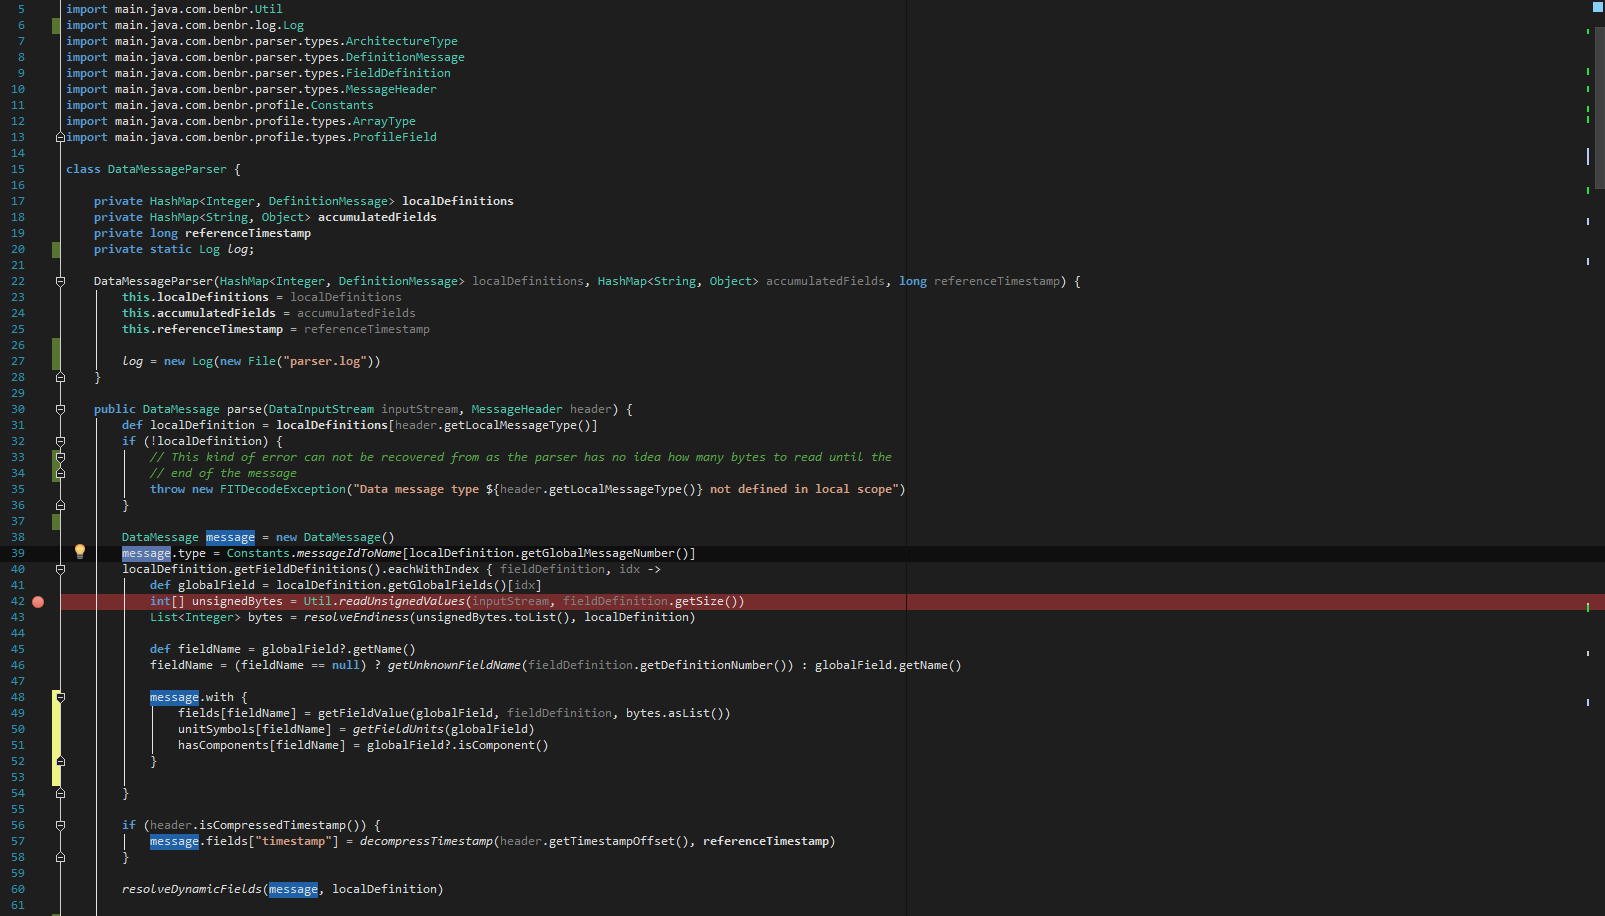 5 import main.java.com.benbr.Util
6 import main.java.com.benbr.log.Log
7 import main.java.com.benbr.parser.types.ArchitectureType
8 import main.java.com.benbr.parser.types.DefinitionMessage
9 import main.java.com.benbr.parser.types.FieldDefinition
10 import main.java.com.benbr.parser.types.MessageHeader
11 import main.java.com.benbr.profile.Constants
12 import main.java.com.benbr.profile.types.ArrayType
13 import main.java.com.benbr.profile.types.ProfileField
14
15 class DataMessageParser {
16
17     private HashMap<Integer, DefinitionMessage> localDefinitions
18     private HashMap<String, Object> accumulatedFields
19     private long referenceTimestamp
20     private static Log log;
21
22     DataMessageParser(HashMap<Integer, DefinitionMessage> localDefinitions, HashMap<String, Object> accumulatedFields, long referenceTimestamp) {
23         this.localDefinitions = localDefinitions
24         this.accumulatedFields = accumulatedFields
25         this.referenceTimestamp = referenceTimestamp
26
27         log = new Log(new File("parser.log"))
28     }
29
30     public DataMessage parse(DataInputStream inputStream, MessageHeader header) {
31         def localDefinition = localDefinitions[header.getLocalMessageType()]
32         if (!localDefinition) {
33             // This kind of error can not be recovered from as the parser has no idea how many bytes to read until the
34             // end of the message
35             throw new FITDecodeException("Data message type ${header.getLocalMessageType()} not defined in local scope")
36         }
37
38         DataMessage message = new DataMessage()
39         message.type = Constants.messageIdToName[localDefinition.getGlobalMessageNumber()]
40         localDefinition.getFieldDefinitions().eachWithIndex { fieldDefinition, idx ->
41             def globalField = localDefinition.getGlobalFields()[idx]
42             int[] unsignedBytes = Util.readUnsignedValues(inputStream, fieldDefinition.getSize())
43             List<Integer> bytes = resolveEndiness(unsignedBytes.toList(), localDefinition)
44
45             def fieldName = globalField?.getName()
46             fieldName = (fieldName == null) ? getUnknownFieldName(fieldDefinition.getDefinitionNumber()) : globalField.getName()
47
48             message.with {
49                 fields[fieldName] = getFieldValue(globalField, fieldDefinition, bytes.asList())
50                 unitSymbols[fieldName] = getFieldUnits(globalField)
51                 hasComponents[fieldName] = globalField?.isComponent()
52             }
53
54         }
55
56         if (header.isCompressedTimestamp()) {
57             message.fields["timestamp"] = decompressTimestamp(header.getTimestampOffset(), referenceTimestamp)
58         }
59
60         resolveDynamicFields(message, localDefinition)
61